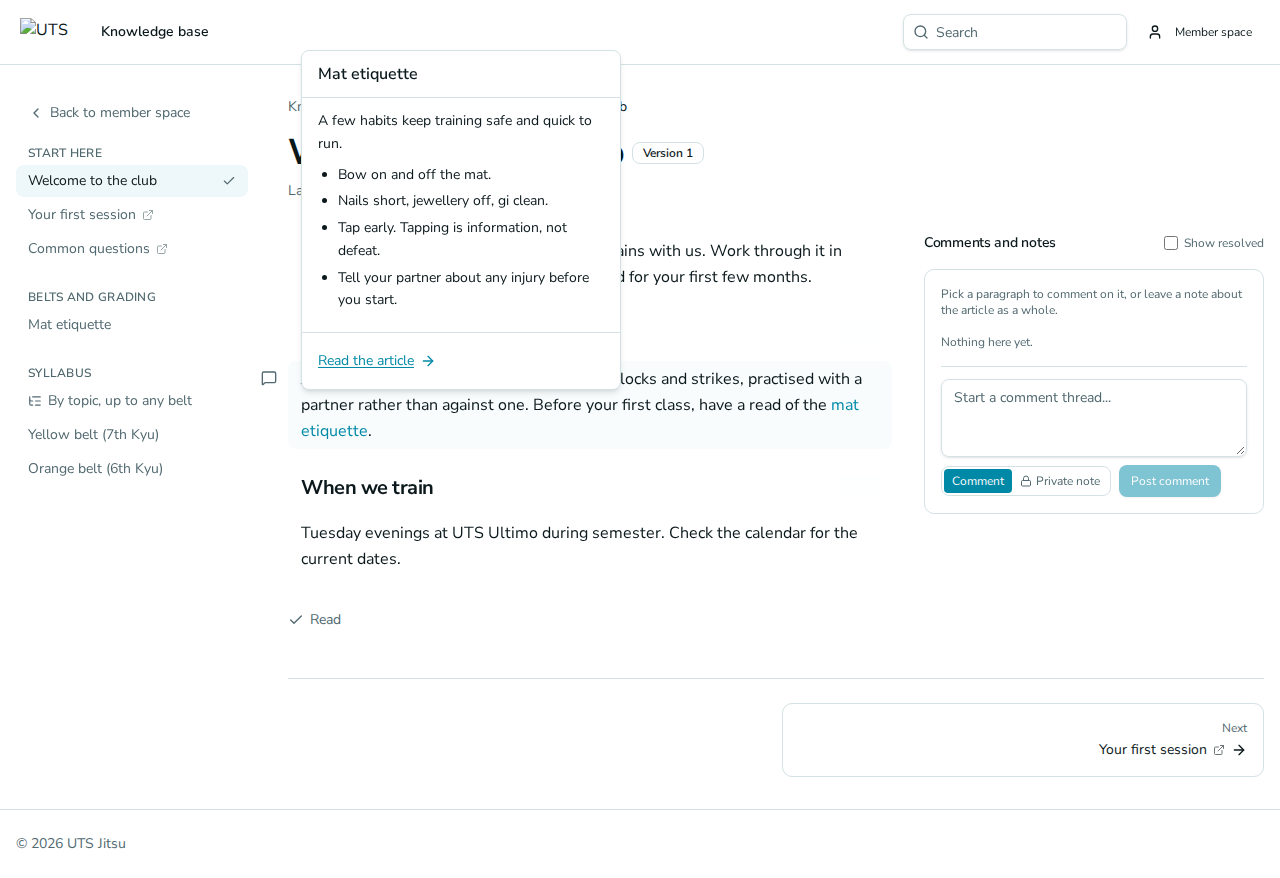 UTS
Knowledge base
Search
Member space
Back to member space
START HERE
Welcome to the club
Your first session
Common questions
BELTS AND GRADING
Mat etiquette
SYLLABUS
By topic, up to any belt
Yellow belt (7th Kyu)
Orange belt (6th Kyu)
Mat etiquette
A few habits keep training safe and quick to
run.
Bow on and off the mat.
Nails short, jewellery off, gi clean.
Tap early. Tapping is information, not
defeat.
Tell your partner about any injury before
you start.
Read the article
Version 1
with us. Work through it in
for your first few months.
and strikes, practised with a
partner rather than against one. Before your first class, have a read of the mat
etiquette.
When we train
Tuesday evenings at UTS Ultimo during semester. Check the calendar for the
current dates.
Read
Comments and notes
Show resolved
Pick a paragraph to comment on it, or leave a note about
the article as a whole.
Nothing here yet.
Start a comment thread...
Comment
Private note
Post comment
Next
Your first session
© 2026 UTS Jitsu